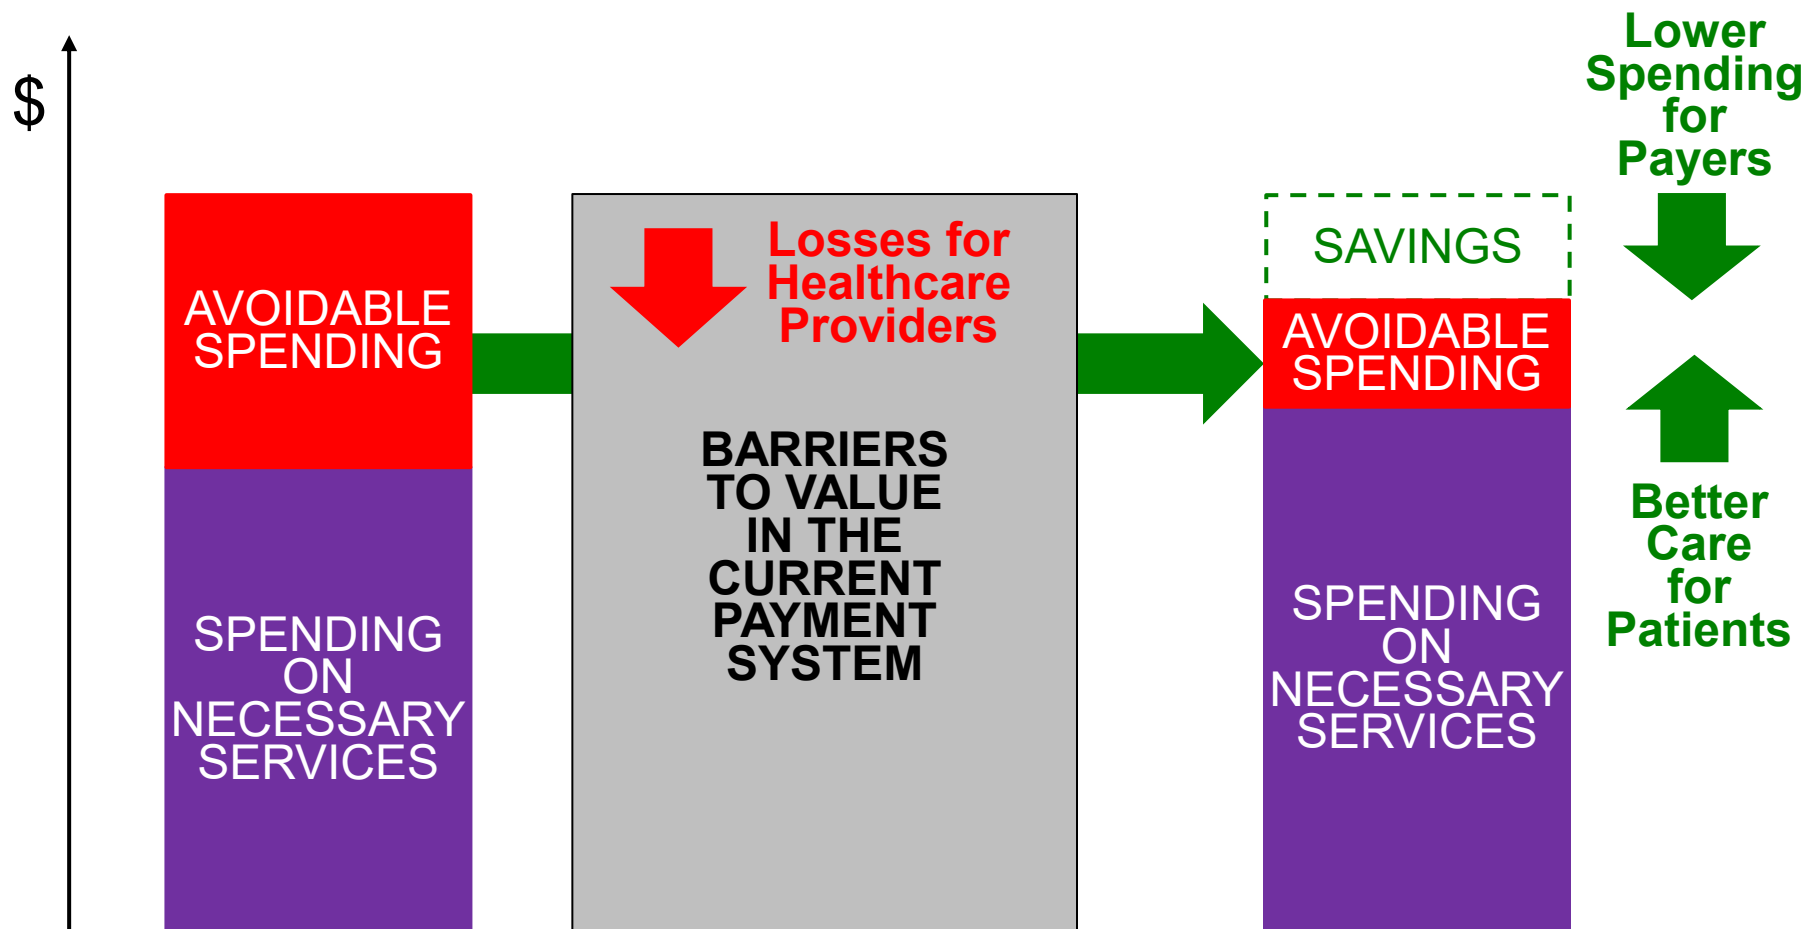 $
AVOIDABLE
SPENDING
SPENDING
ON
NECESSARY
SERVICES
Losses for
Healthcare
Providers
BARRIERS
TO VALUE
IN THE
CURRENT
PAYMENT
SYSTEM
SAVINGS
AVOIDABLE
SPENDING
SPENDING
ON
NECESSARY
SERVICES
Lower
Spending
for
Payers
Better
Care
for
Patients